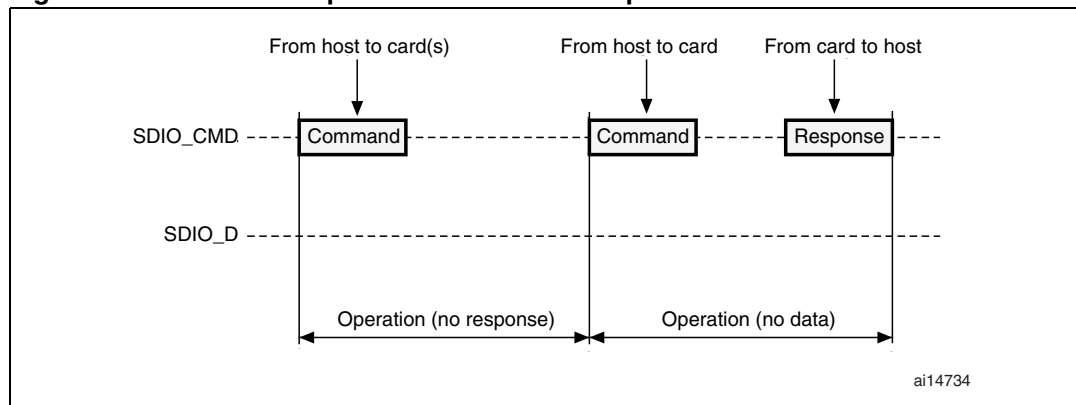 From host to card(s) From host to card From card to host
SDIO_CMD Command Command Response
SDIO_D
Operation (no response) Operation (no data)
ai14734